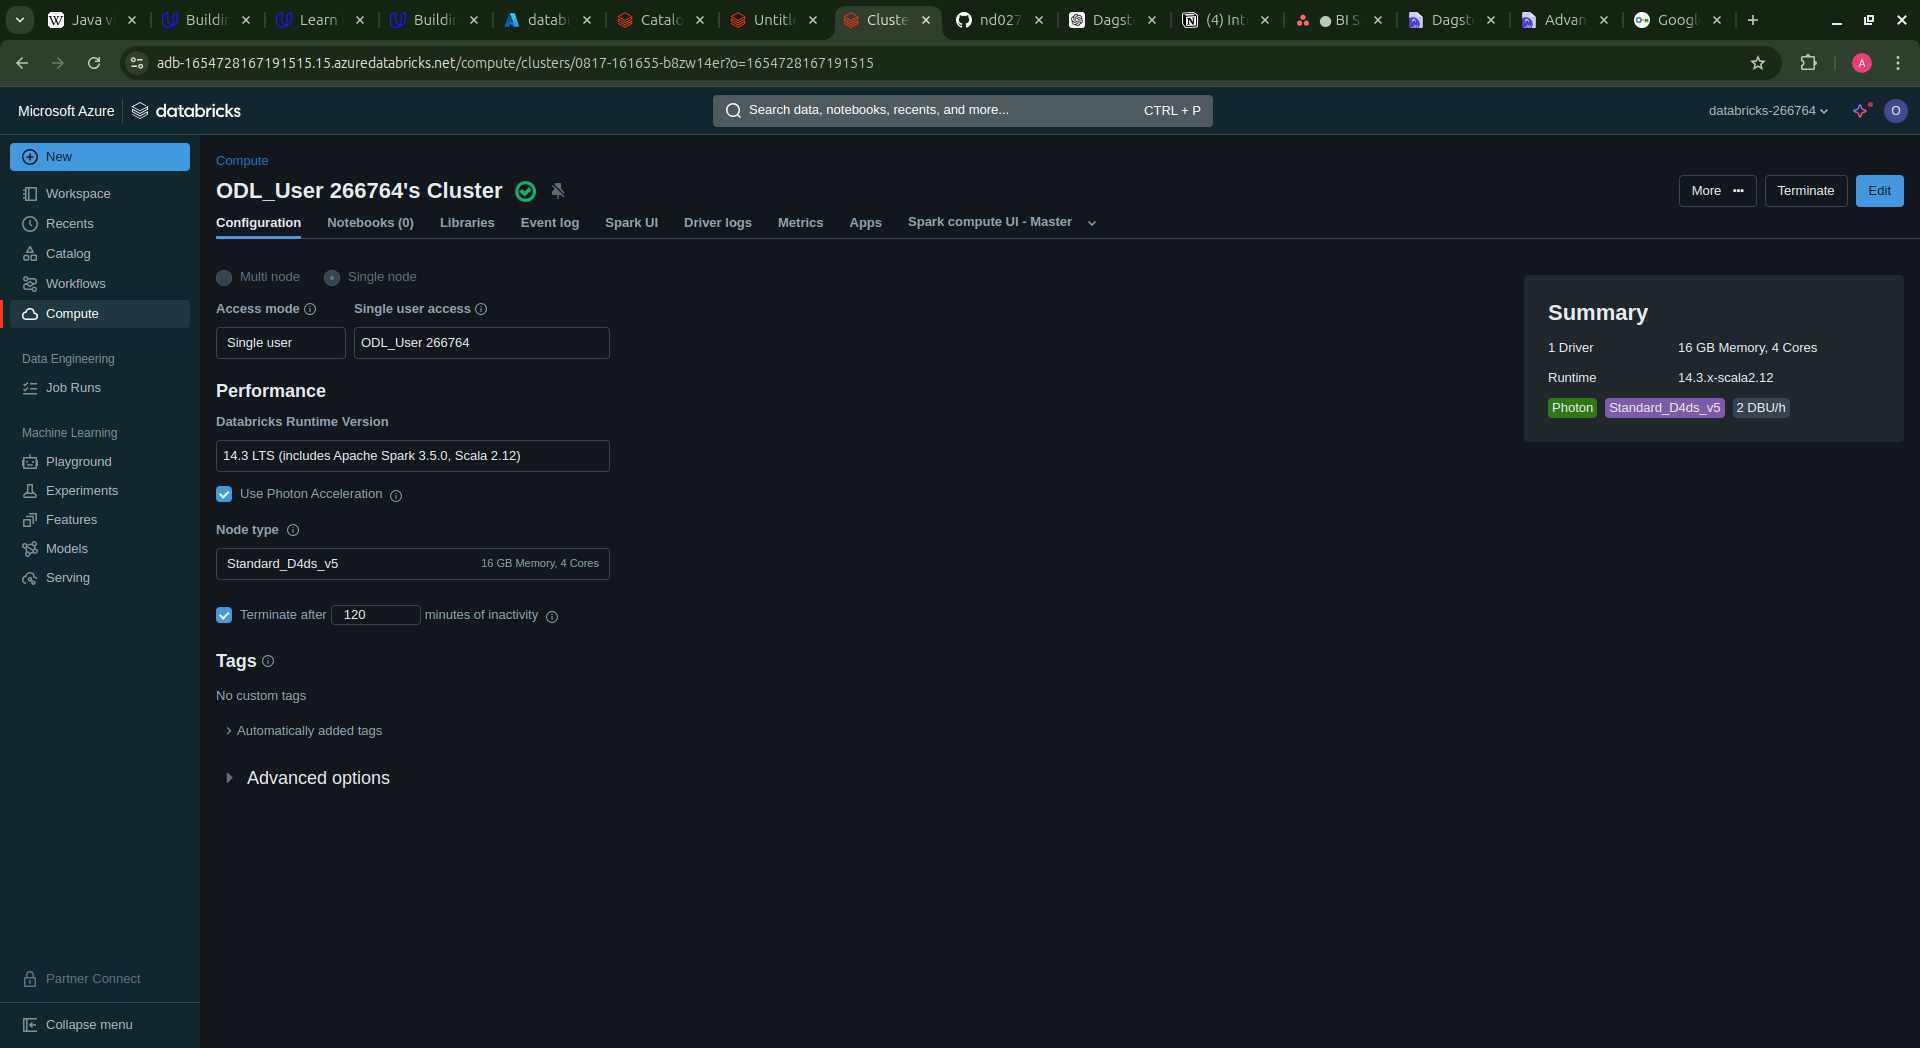 Java v
Buildin
Learn
Buildin
datab
Catalo
Untitle
Cluste
nd027
Dagst
(4) Int
BI S
Dagst
Advan
Google
adb-1654728167191515.15.azuredatabricks.net/compute/clusters/0817-161655-b8zw14er?o=1654728167191515
A
Microsoft Azure
databricks
Search data, notebooks, recents, and more...
CTRL + P
databricks-266764
O
New
Workspace
Recents
Catalog
Workflows
Compute
Data Engineering
Job Runs
Machine Learning
Playground
Experiments
Features
Models
Serving
Partner Connect
Collapse menu
Compute
ODL_User 266764's Cluster
More
Terminate
Edit
Configuration
Notebooks (0)
Libraries
Event log
Spark UI
Driver logs
Metrics
Apps
Spark compute UI - Master
Multi node
Single node
Access mode
Single user access
Single user
ODL_User 266764
Performance
Databricks Runtime Version
14.3 LTS (includes Apache Spark 3.5.0, Scala 2.12)
Use Photon Acceleration
Node type
Standard_D4ds_v5
16 GB Memory, 4 Cores
Terminate after 120 minutes of inactivity
Tags
No custom tags
Automatically added tags
Advanced options
Summary
1 Driver
16 GB Memory, 4 Cores
Runtime
14.3.x-scala2.12
Photon
Standard_D4ds_v5
2 DBU/h